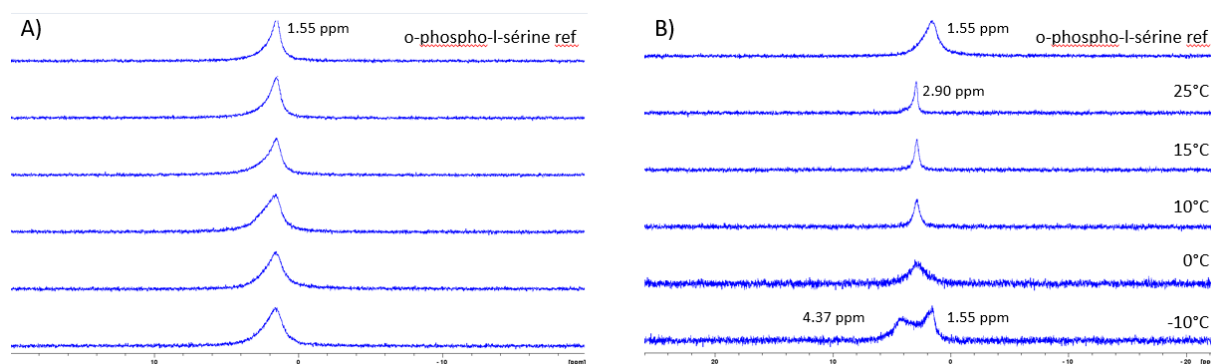 A)
1.55 ppm
o-phospho-l-sérine ref
10
0
-10
[ppm]
B)
1.55 ppm
o-phospho-l-sérine ref
2.90 ppm
25°C
15°C
10°C
0°C
4.37 ppm
1.55 ppm
-10°C
20
10
0
-10
-20